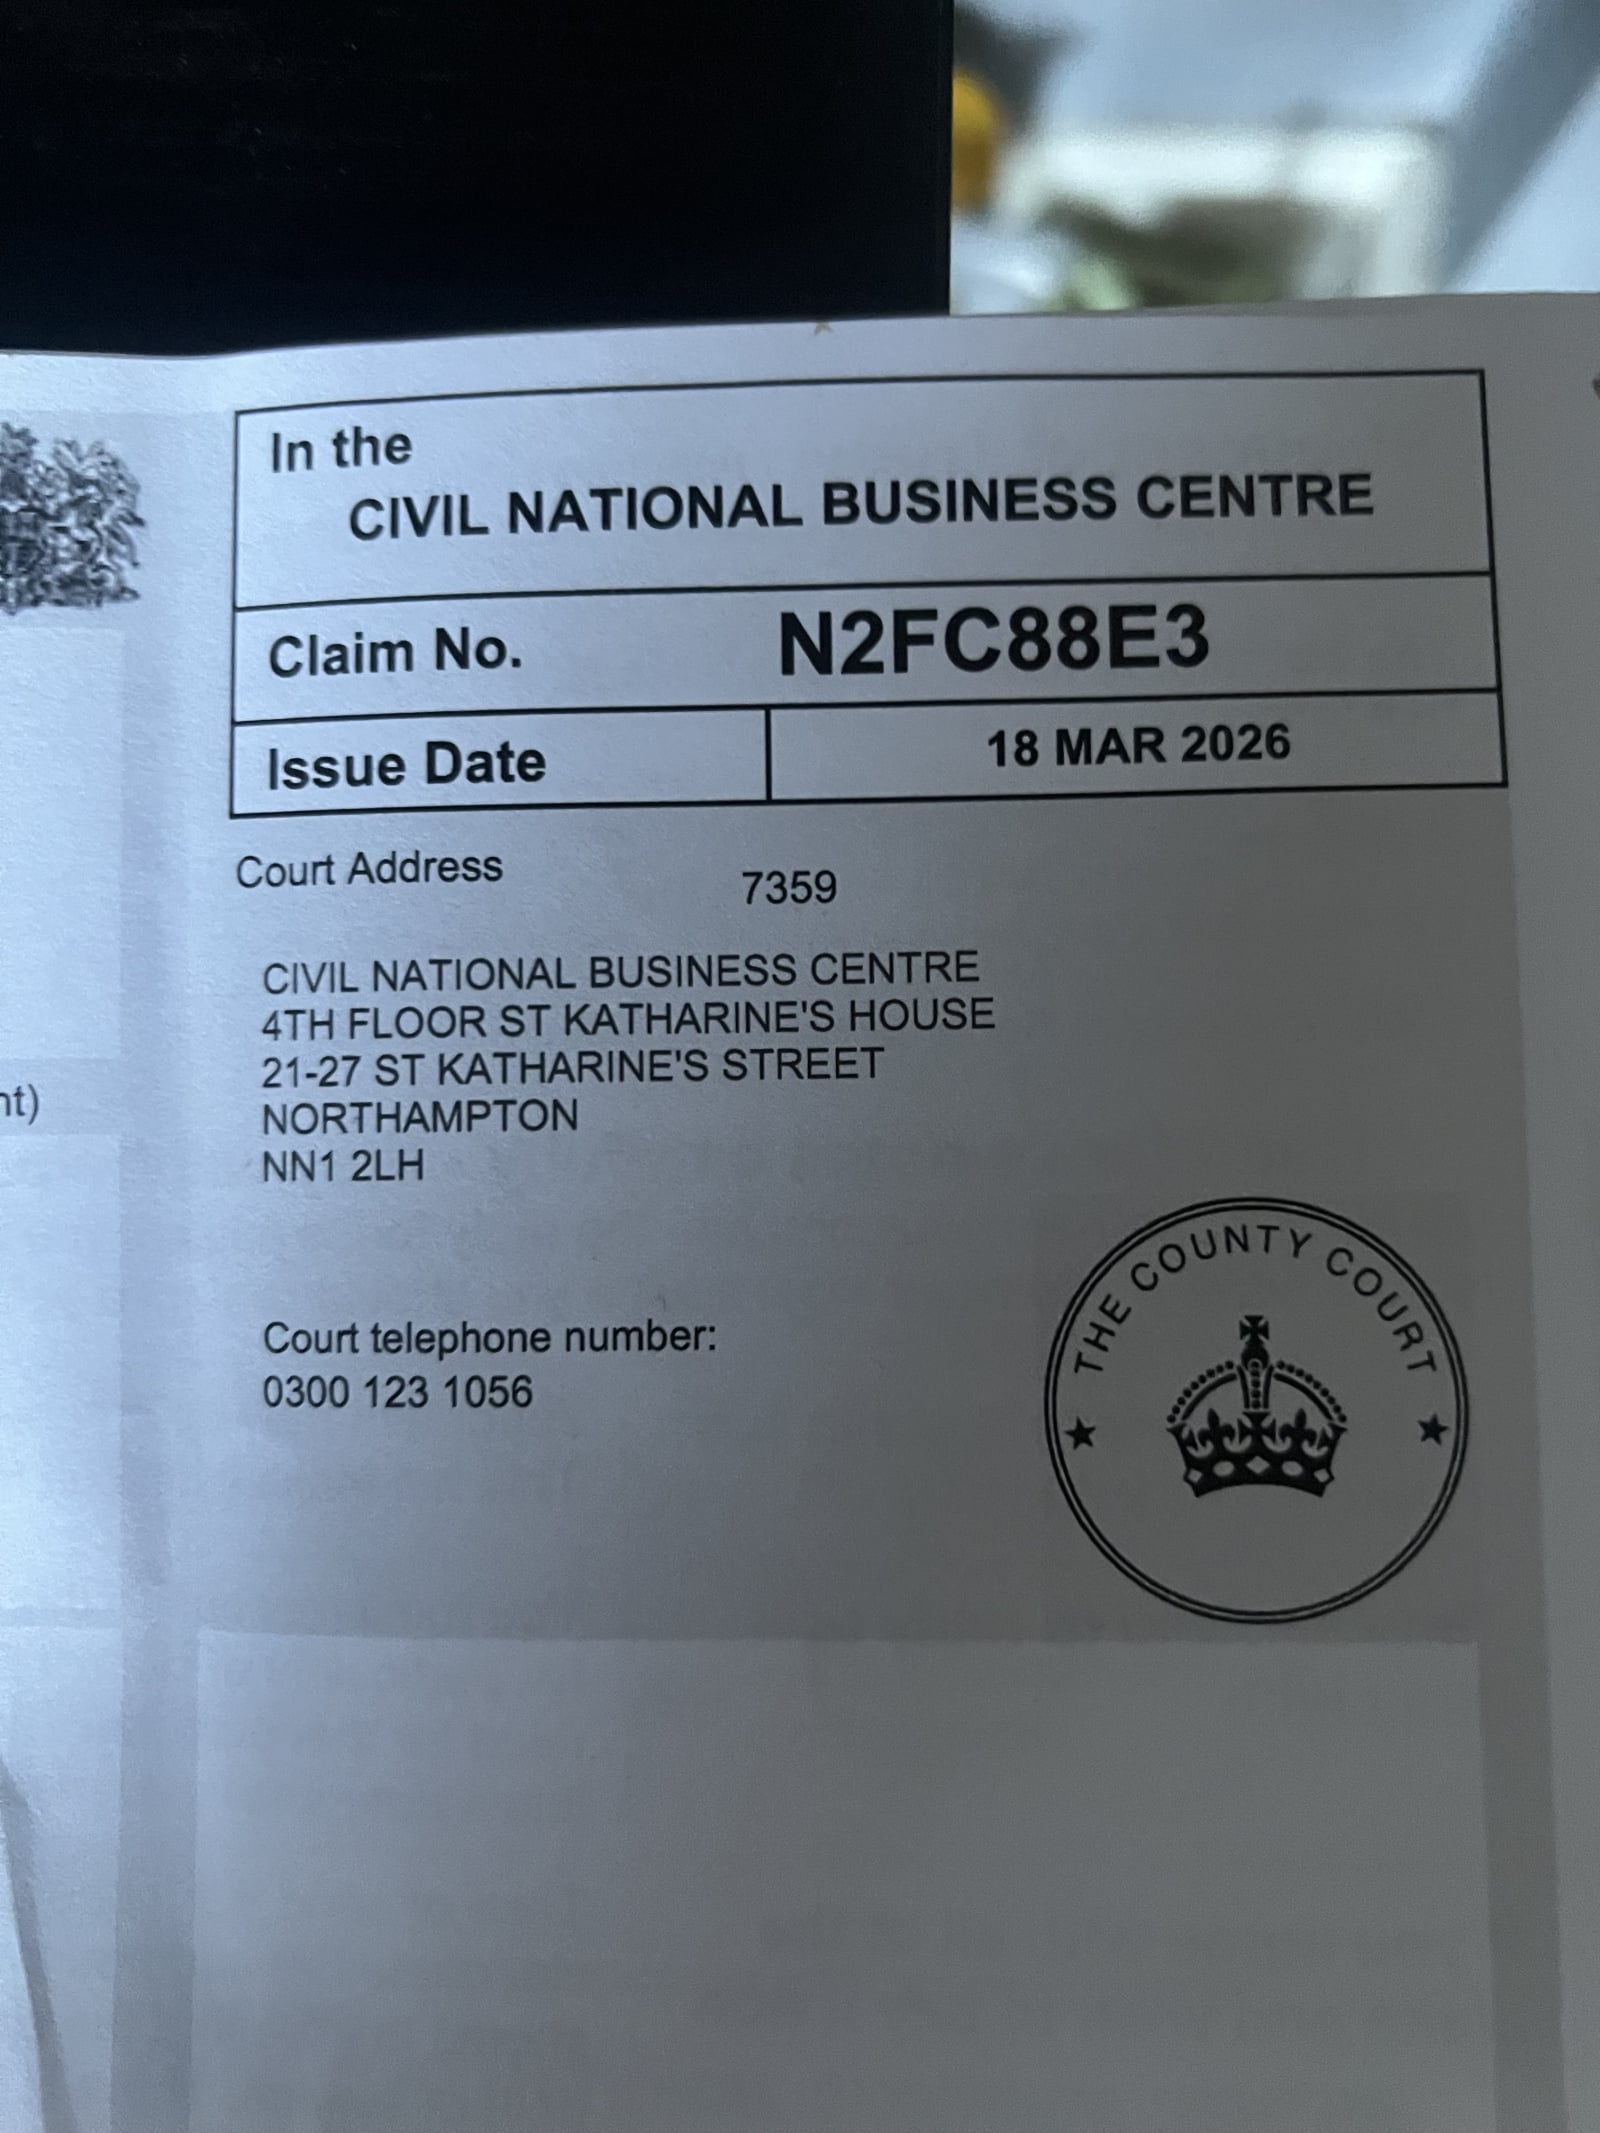 In the
CIVIL NATIONAL BUSINESS CENTRE
Claim No. N2FC88E3
Issue Date 18 MAR 2026
Court Address 7359
CIVIL NATIONAL BUSINESS CENTRE
4TH FLOOR ST KATHARINE'S HOUSE
21-27 ST KATHARINE'S STREET
nt)
NORTHAMPTON
NN1 2LH
THE COUNTY COURT
Court telephone number:
0300 123 1056